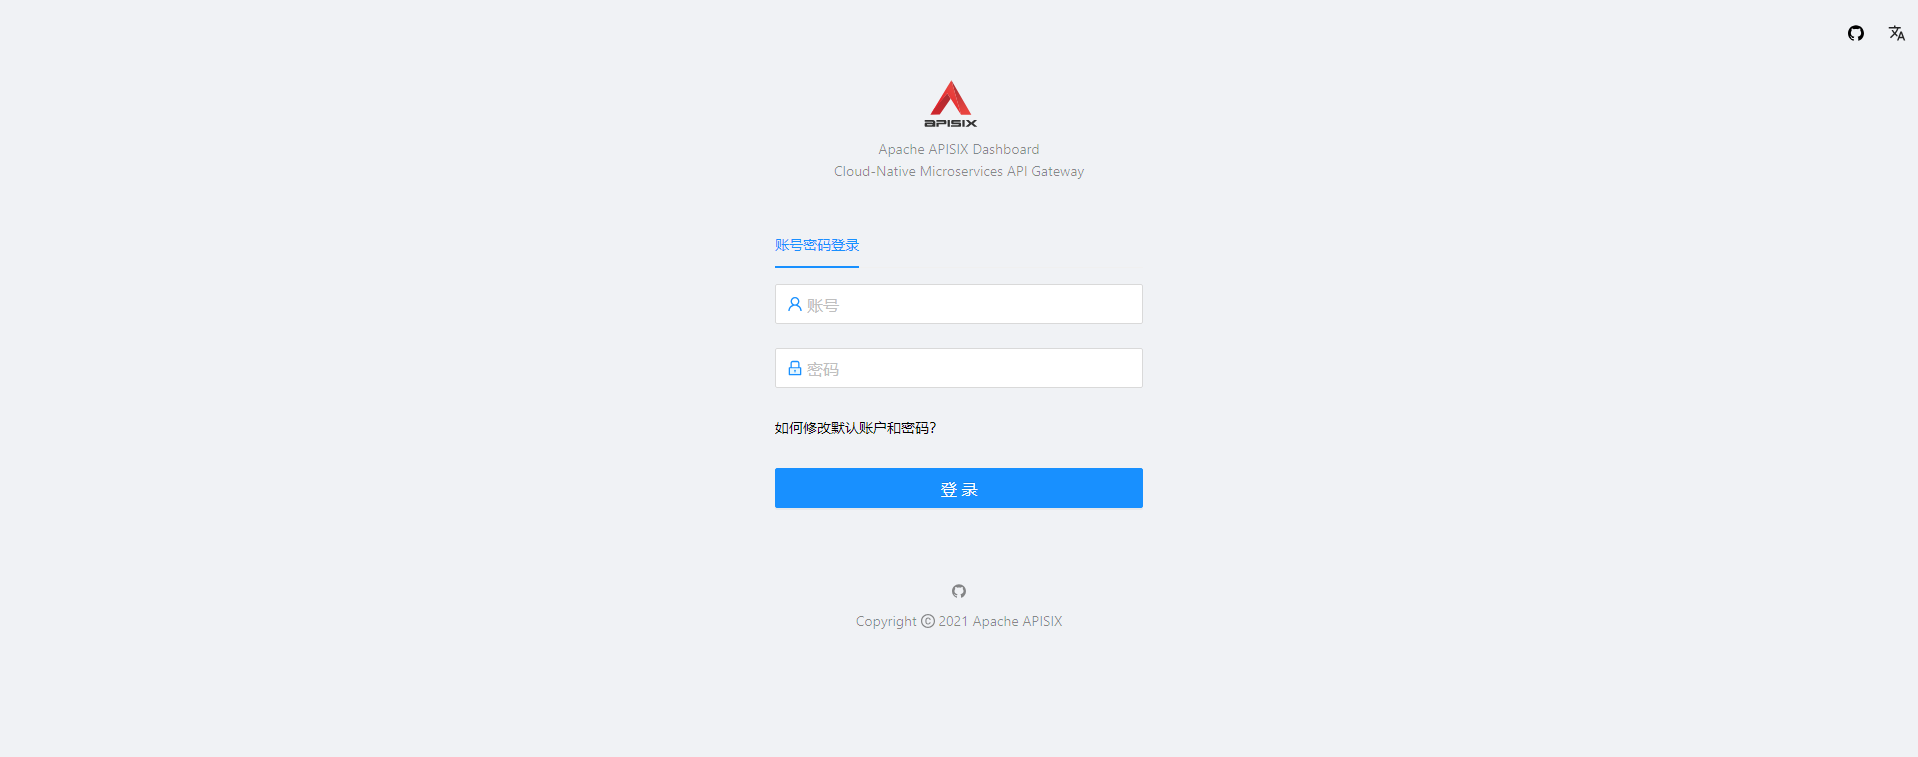 APISIX
Apache APISIX Dashboard
Cloud-Native Microservices API Gateway
账号密码登录
账号
密码
如何修改默认账户和密码?
登 录
Copyright © 2021 Apache APISIX